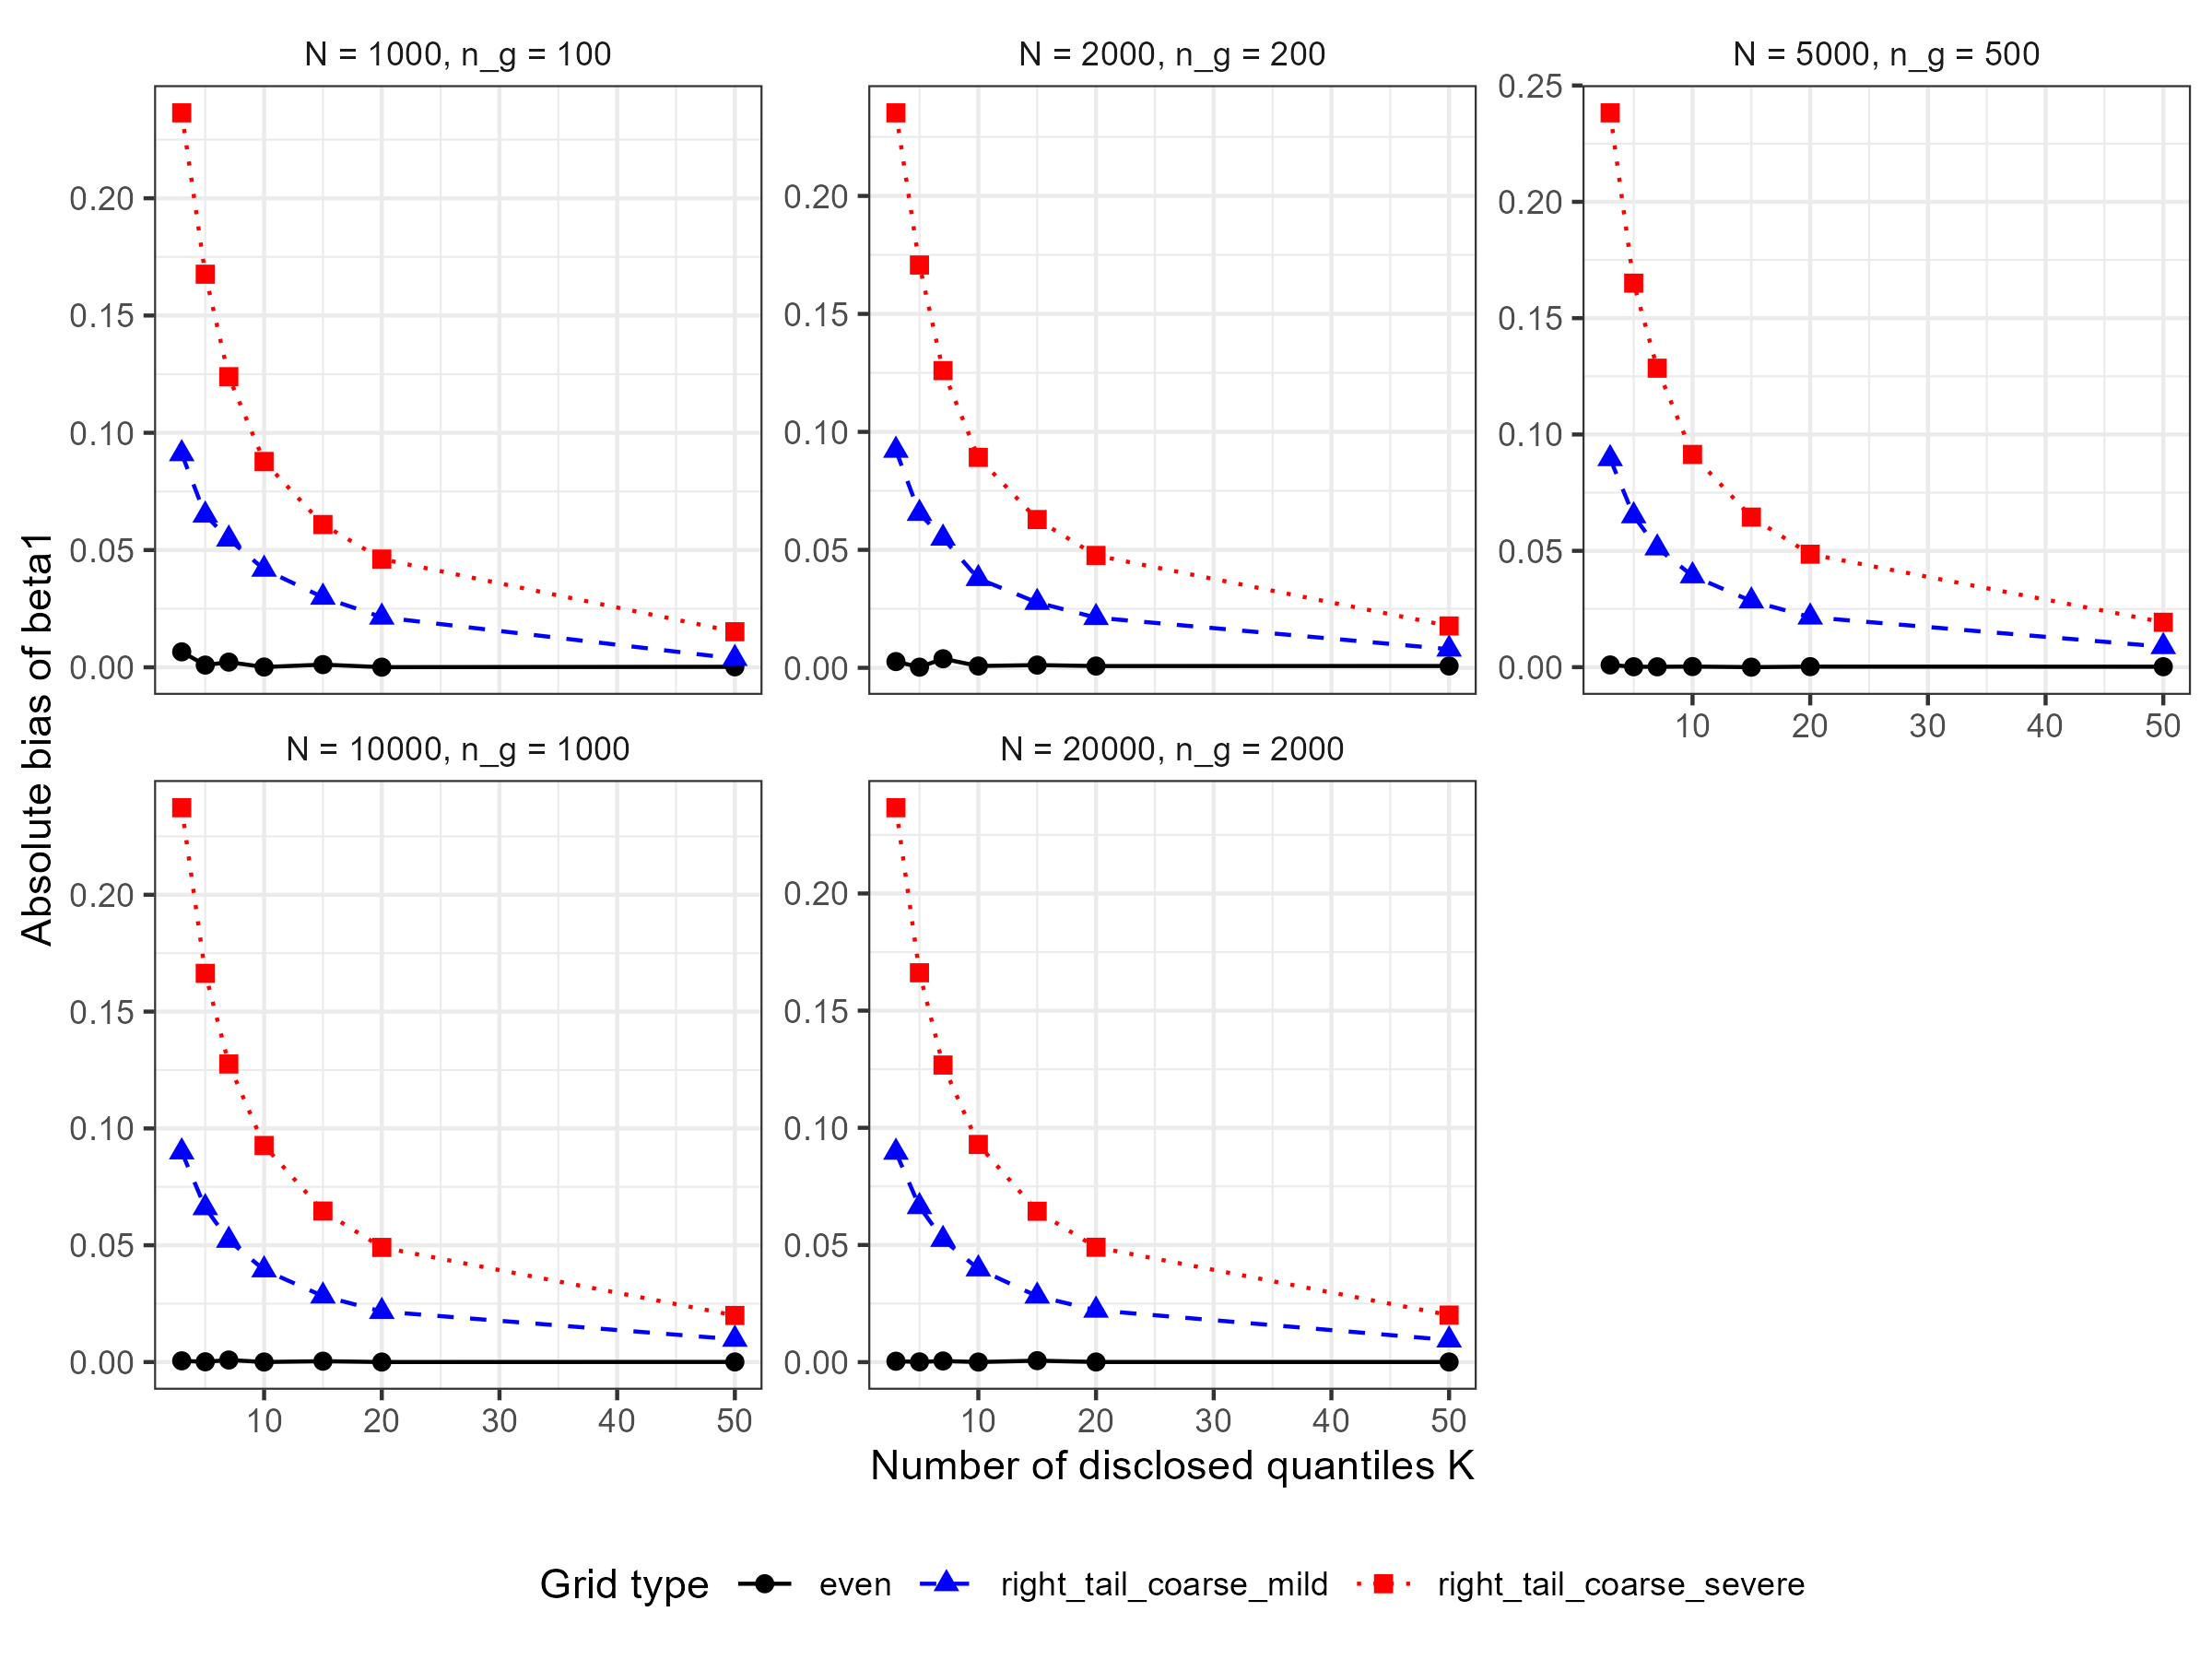 N = 1000, n_g = 100
N = 2000, n_g = 200
N = 5000, n_g = 500
0.20
0.15
0.10
0.05
0.00
0.20
0.15
0.10
0.05
0.00
0.25
0.20
0.15
0.10
0.05
0.00
10 20 30 40 50
Absolute bias of beta1
N = 10000, n_g = 1000
N = 20000, n_g = 2000
0.20
0.15
0.10
0.05
0.00
10 20 30 40 50
0.20
0.15
0.10
0.05
0.00
10 20 30 40 50
Number of disclosed quantiles K
Grid type even right_tail_coarse_mild right_tail_coarse_severe